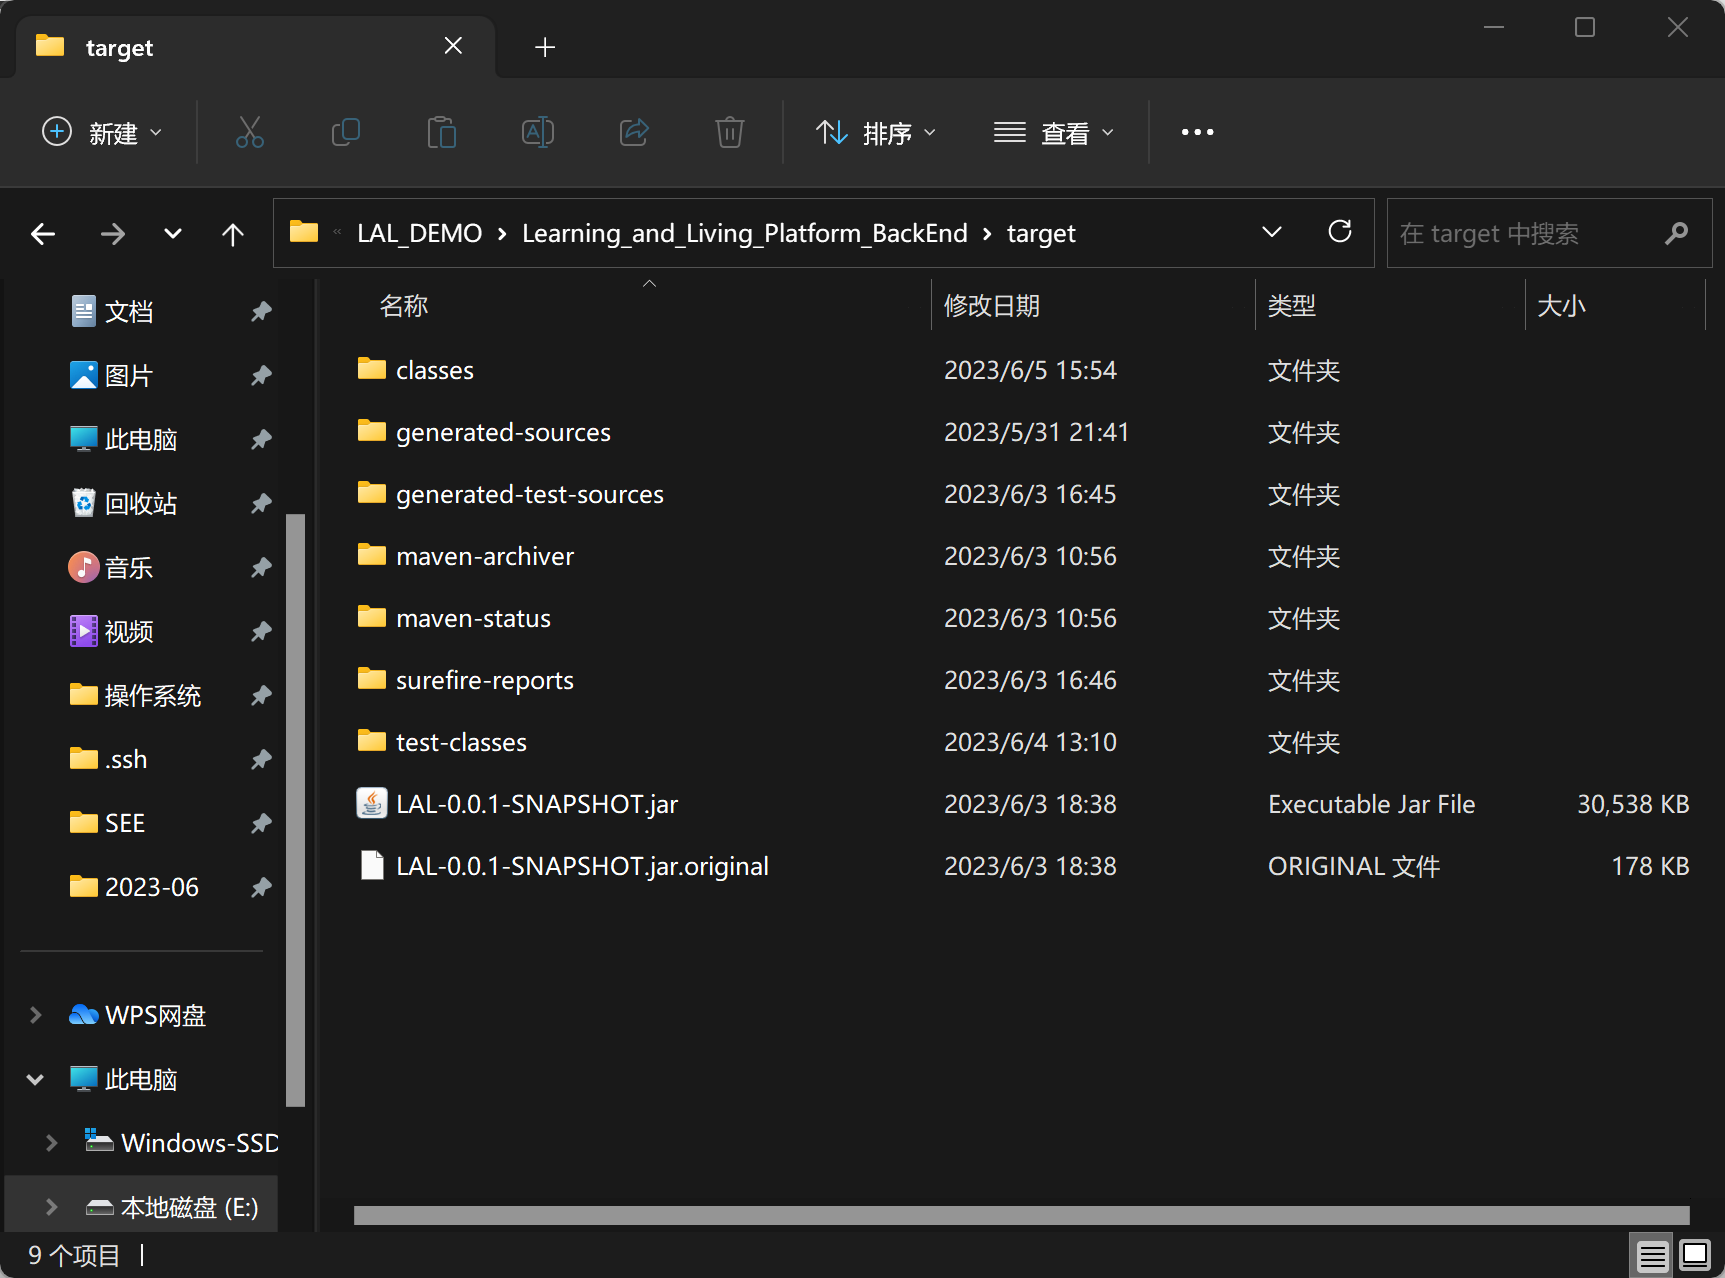 target
新建
排序
查看
« LAL_DEMO › Learning_and_Living_Platform_BackEnd › target
在 target 中搜索
文档
图片
此电脑
回收站
音乐
视频
操作系统
.ssh
SEE
2023-06
WPS网盘
此电脑
Windows-SSD
本地磁盘 (E:)
名称 修改日期 类型 大小
classes 2023/6/5 15:54 文件夹
generated-sources 2023/5/31 21:41 文件夹
generated-test-sources 2023/6/3 16:45 文件夹
maven-archiver 2023/6/3 10:56 文件夹
maven-status 2023/6/3 10:56 文件夹
surefire-reports 2023/6/3 16:46 文件夹
test-classes 2023/6/4 13:10 文件夹
LAL-0.0.1-SNAPSHOT.jar 2023/6/3 18:38 Executable Jar File 30,538 KB
LAL-0.0.1-SNAPSHOT.jar.original 2023/6/3 18:38 ORIGINAL 文件 178 KB
9 个项目